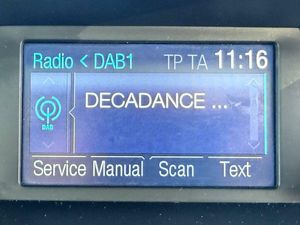 Radio < DAB1 TP TA 11:16
DECADANCE ...
DAB
Service Manual Scan Text